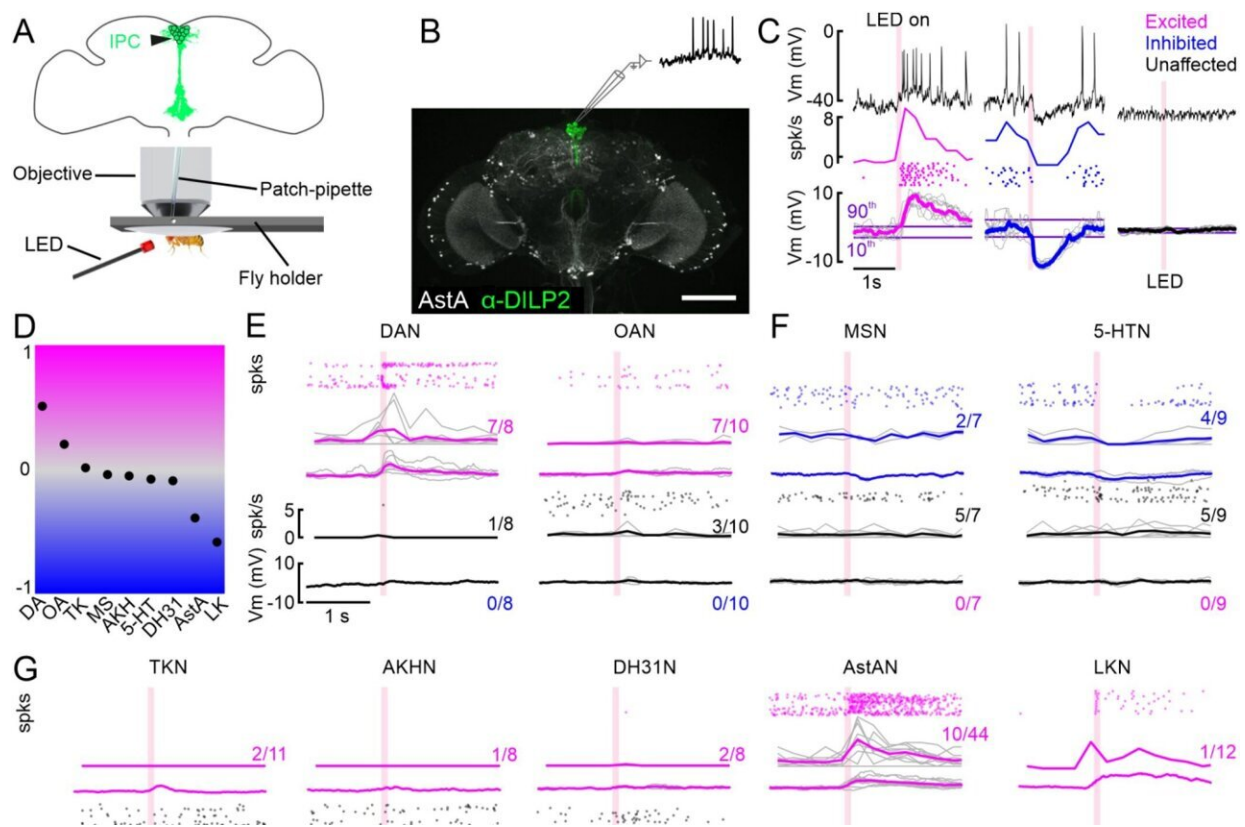 A
IPC
Objective
Patch-pipette
LED
Fly holder
B
AstA α-DILP2
C
LED on
Excited
Inhibited
Unaffected
Vm (mV)
0
-40
spk/s
8
0
Vm (mV)
10
-10
90th
10th
1s
LED
D
1
0
-1
DA
OA
TK
MS
AKH
5-HT
DH31
AstA
LK
E
DAN
OAN
spks
7/8
7/10
spk/s
5
0
1/8
3/10
Vm (mV)
10
-10
0/8
0/10
1 s
F
MSN
5-HTN
2/7
4/9
5/7
5/9
0/7
0/9
G
TKN
AKHN
DH31N
AstAN
LKN
spks
2/11
1/8
2/8
10/44
1/12